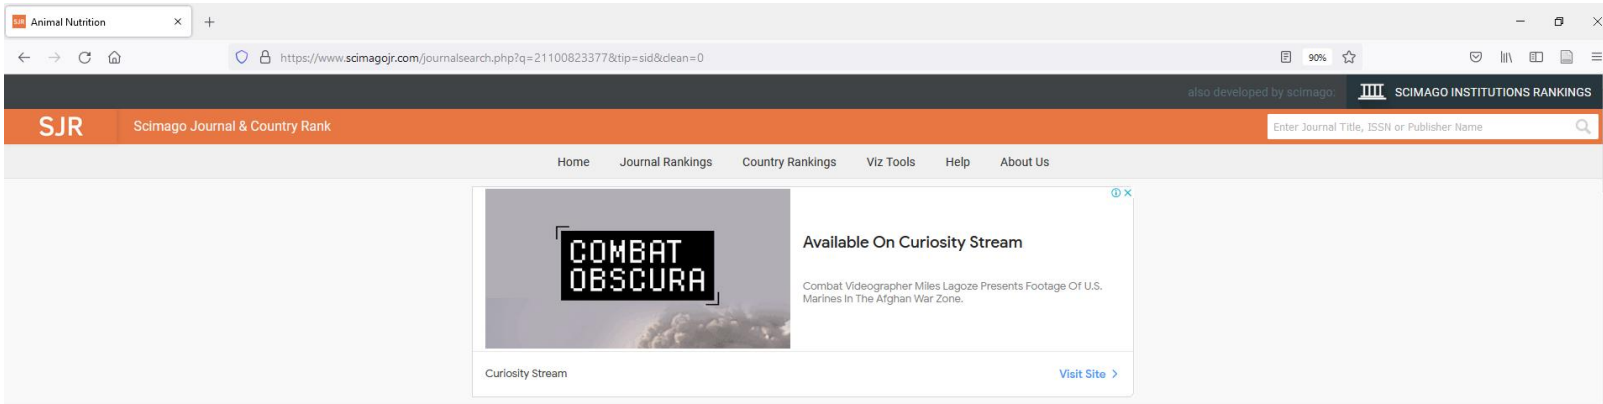 SJR Animal Nutrition
https://www.scimagojr.com/journalsearch.php?q=21100823377&tip=sid&clean=0
90%
also developed by scimago:
SCIMAGO INSTITUTIONS RANKINGS
SJR
Scimago Journal & Country Rank
Enter Journal Title, ISSN or Publisher Name
Home Journal Rankings Country Rankings Viz Tools Help About Us
COMBAT
OBSCURA
Available On Curiosity Stream
Combat Videographer Miles Lagoze Presents Footage Of U.S.
Marines In The Afghan War Zone.
Curiosity Stream
Visit Site